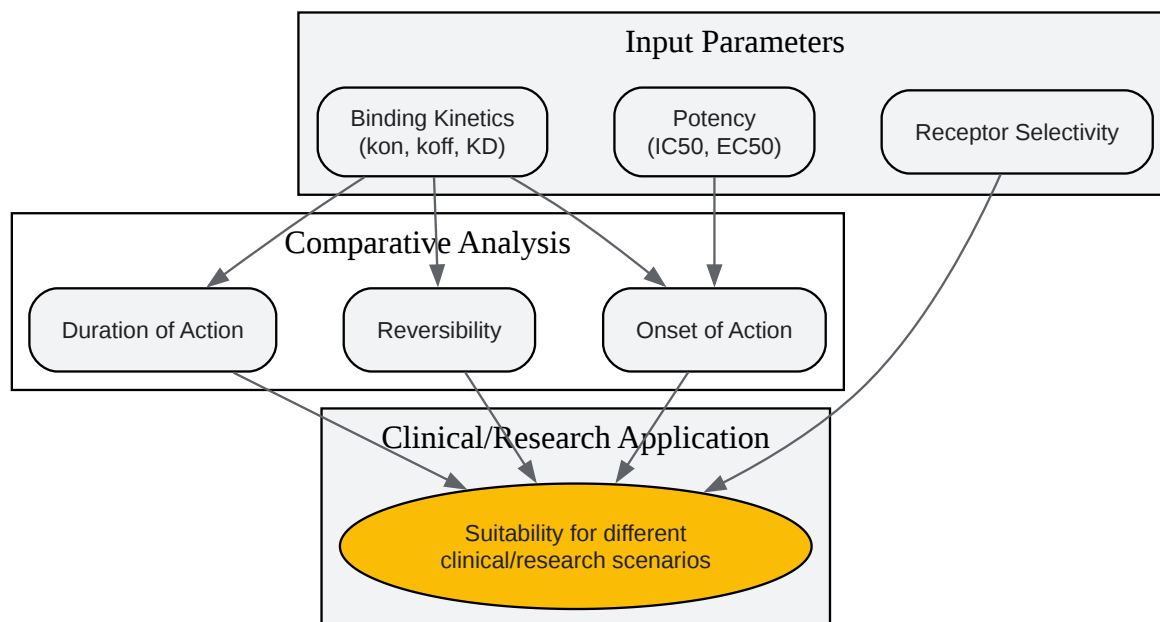 Input Parameters
Binding Kinetics
(kon, koff, KD)
Potency
(IC50, EC50)
Receptor Selectivity
Comparative Analysis
Duration of Action
Reversibility
Onset of Action
Clinical/Research Application
Suitability for different
clinical/research scenarios